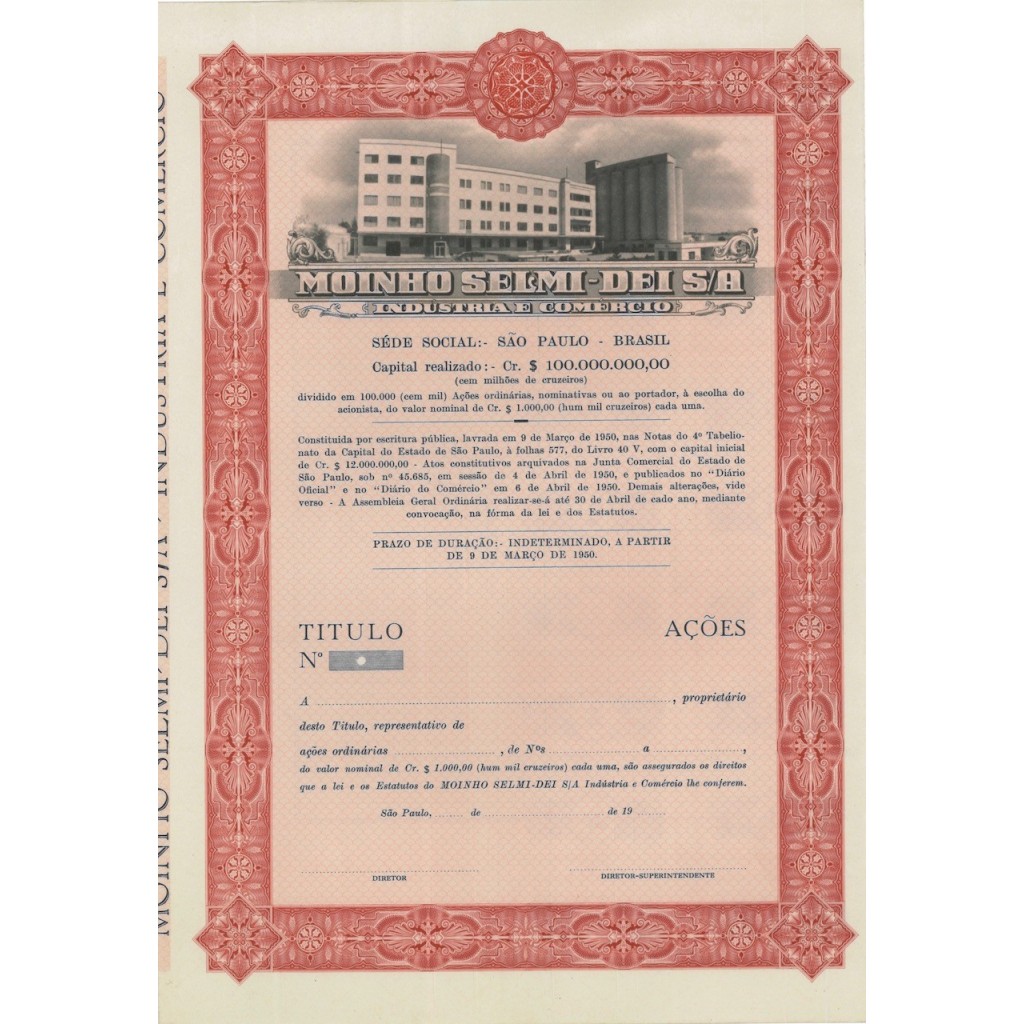 MOINHO SELMI-DEI S/A
INDÚSTRIA E COMÉRCIO
SÉDE SOCIAL:- SÃO PAULO - BRASIL
Capital realizado:- Cr. $ 100.000.000,00
(cem milhões de cruzeiros)
dividido em 100.000 (cem mil) Ações ordinárias, nominativas ou ao portador, à escolha do
acionista, do valor nominal de Cr. $ 1.000,00 (hum mil cruzeiros) cada uma.
Constituida por escritura pública, lavrada em 9 de Março de 1950, nas Notas do 4º Tabelio-
nato da Capital do Estado de São Paulo, à folhas 577, do Livro 40 V, com o capital inicial
de Cr. $ 12.000.000,00 - Atos constitutivos arquivados na Junta Comercial do Estado de
São Paulo, sob nº 45.685, em sessão de 4 de Abril de 1950, e publicados no "Diário
Oficial" e no "Diário do Comércio" em 6 de Abril de 1950. Demais alterações, vide
verso - A Assembleia Geral Ordinária realizar-se-á até 30 de Abril de cado ano, mediante
convocação, na fórma da lei e dos Estatutos.
PRAZO DE DURAÇÃO:- INDETERMINADO, A PARTIR
DE 9 DE MARÇO DE 1950.
TITULO
AÇÕES
Nº
A ........, proprietário
desto Titulo, representativo de
ações ordinárias ........, de Nºs ........ a ........,
do valor nominal de Cr. $ 1.000,00 (hum mil cruzeiros) cada uma, são assegurados os direitos
que a lei e os Estatutos do MOINHO SELMI-DEI S/A Indústria e Comércio lhe conferem.
São Paulo, ........ de ........ de 19 ........
DIRETOR
DIRETOR-SUPERINTENDENTE
MOINHO SELMI-DEI S/A, INDÚSTRIA E COMÉRCIO